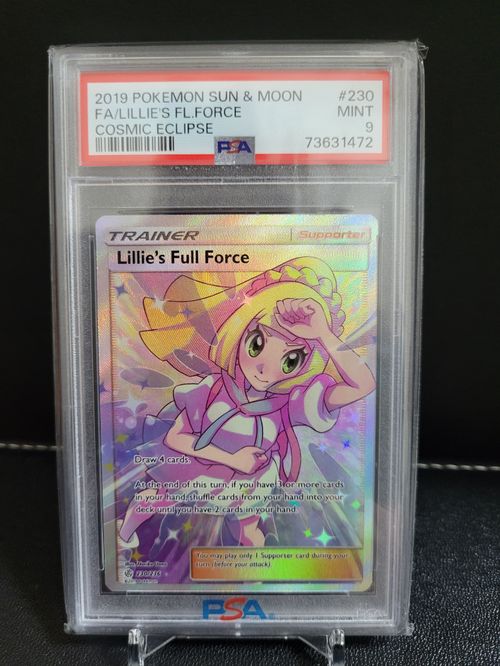 2019 POKEMON SUN & MOON #230
FA/LILLIE'S FL.FORCE MINT
COSMIC ECLIPSE 9
PSA 73631472
TRAINER Supporter
Lillie's Full Force
Draw 4 cards.
At the end of this turn, if you have 3 or more cards
in your hand, shuffle cards from your hand into your
deck until you have 2 cards in your hand.
You may play only 1 Supporter card during your
turn (before your attack).
230/236
PSA
PSA